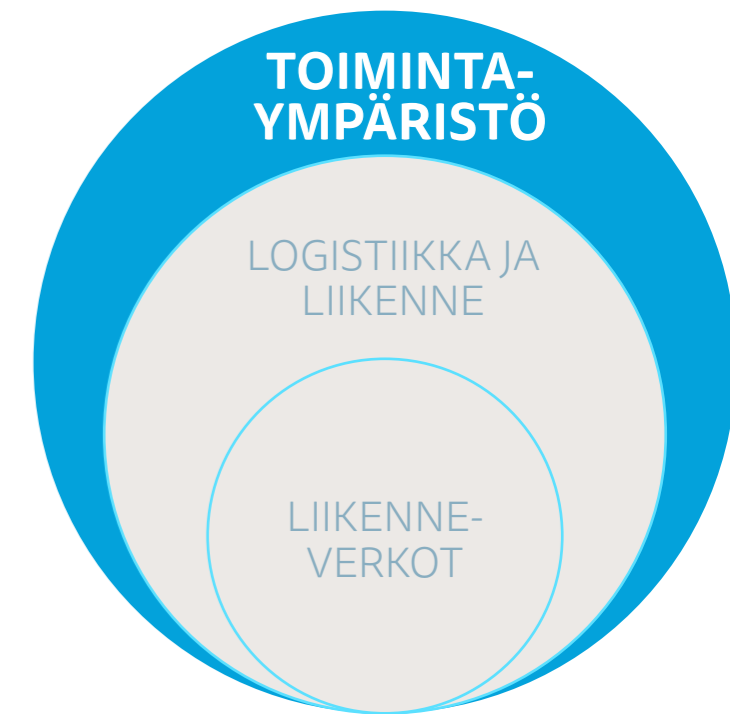 TOIMINTA-
YMPÄRISTÖ
LOGISTIIKKA JA
LIIKENNE
LIIKENNE-
VERKOT